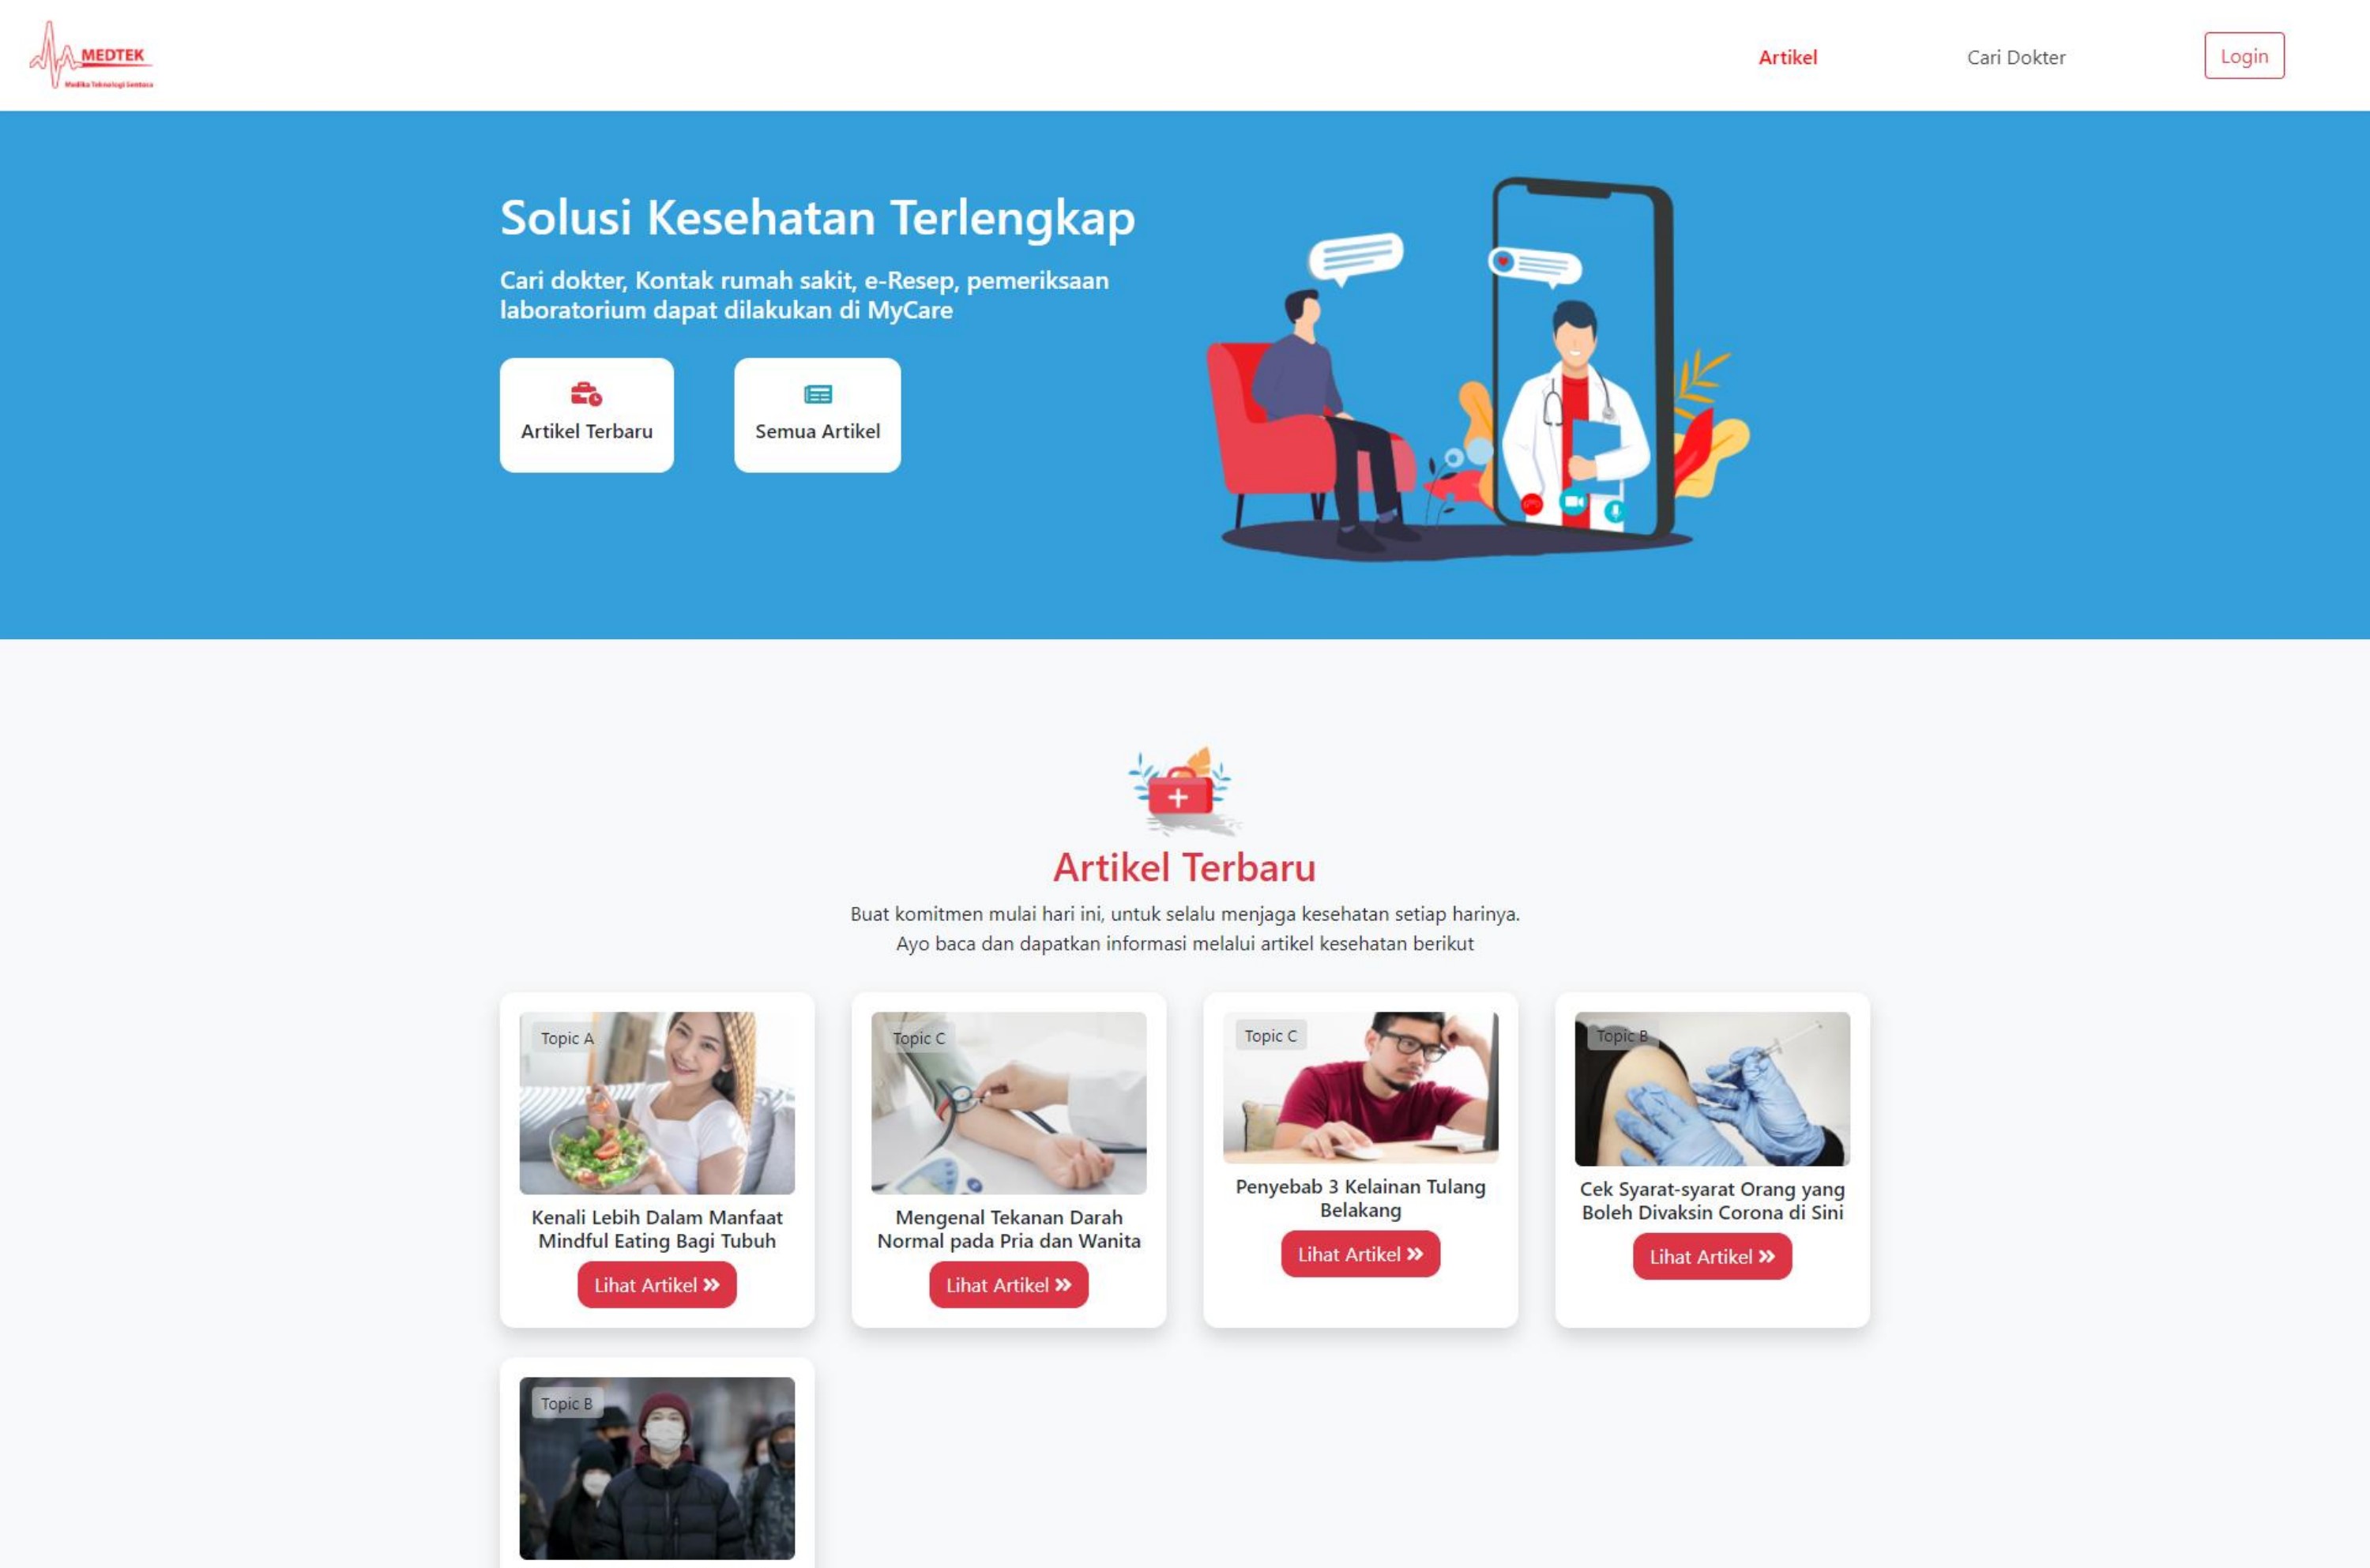 MEDTEK
Medika Teknologi Sentosa
Artikel
Cari Dokter
Login
Solusi Kesehatan Terlengkap
Cari dokter, Kontak rumah sakit, e-Resep, pemeriksaan
laboratorium dapat dilakukan di MyCare
Artikel Terbaru
Semua Artikel
Artikel Terbaru
Buat komitmen mulai hari ini, untuk selalu menjaga kesehatan setiap harinya.
Ayo baca dan dapatkan informasi melalui artikel kesehatan berikut
Topic A
Kenali Lebih Dalam Manfaat
Mindful Eating Bagi Tubuh
Lihat Artikel »
Topic C
Mengenal Tekanan Darah
Normal pada Pria dan Wanita
Lihat Artikel »
Topic C
Penyebab 3 Kelainan Tulang
Belakang
Lihat Artikel »
Topic B
Cek Syarat-syarat Orang yang
Boleh Divaksin Corona di Sini
Lihat Artikel »
Topic B